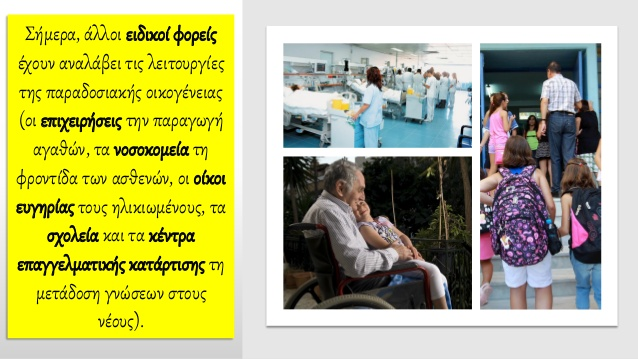 Σήμερα, άλλοι ειδικοί φορείς
έχουν αναλάβει τις λειτουργίες
της παραδοσιακής οικογένειας
(οι επιχειρήσεις την παραγωγή
αγαθών, τα νοσοκομεία τη
φροντίδα των ασθενών, οι οίκοι
ευγηρίας τους ηλικιωμένους, τα
σχολεία και τα κέντρα
επαγγελματικής κατάρτισης τη
μετάδοση γνώσεων στους
νέους).